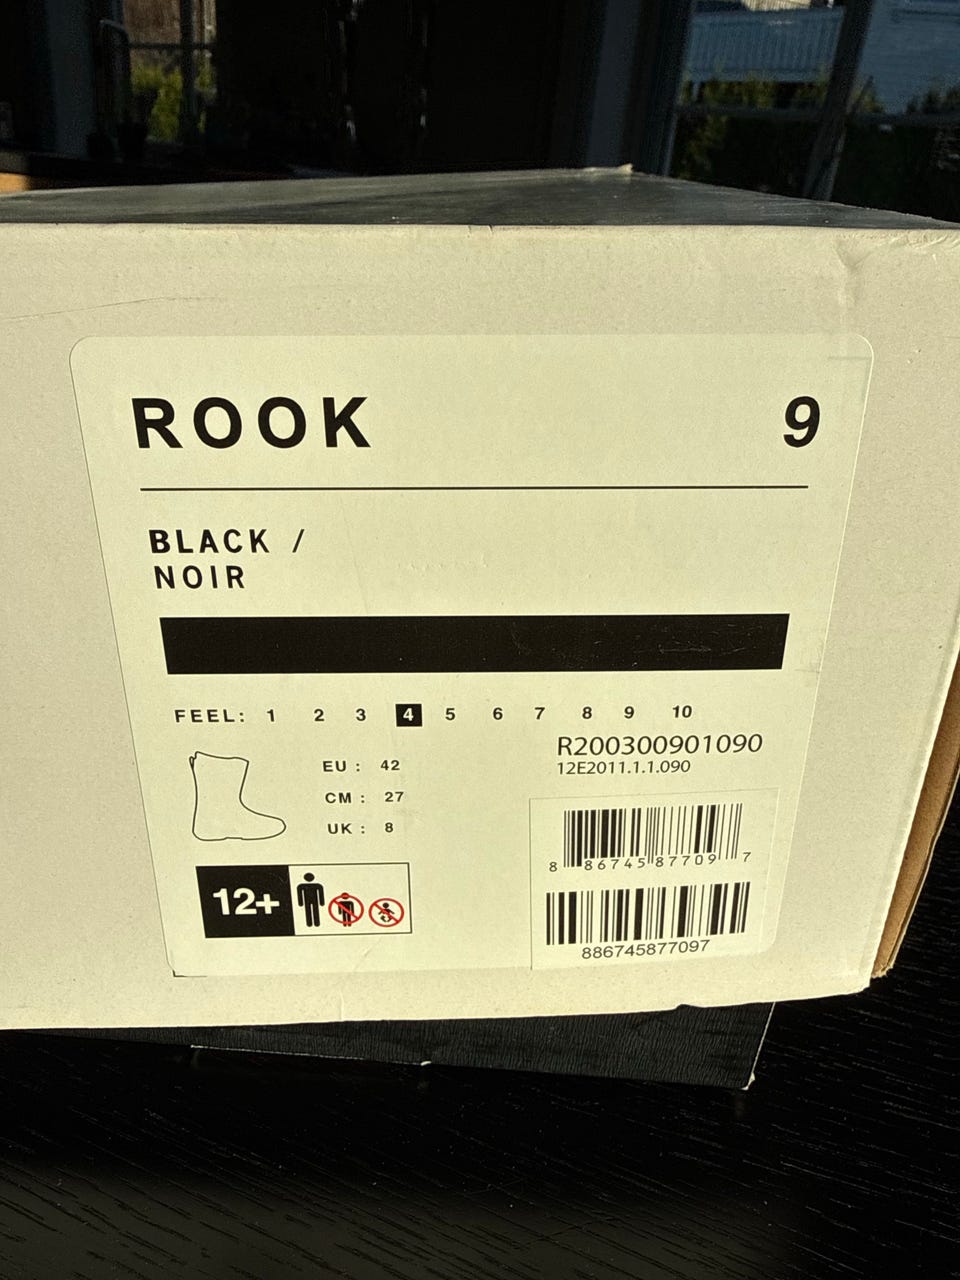 ROOK 9
BLACK /
NOIR
FEEL: 1 2 3 4 5 6 7 8 9 10
R200300901090
12E2011.1.1.090
EU : 42
CM : 27
UK : 8
8 86745 87709 7
12+
886745877097